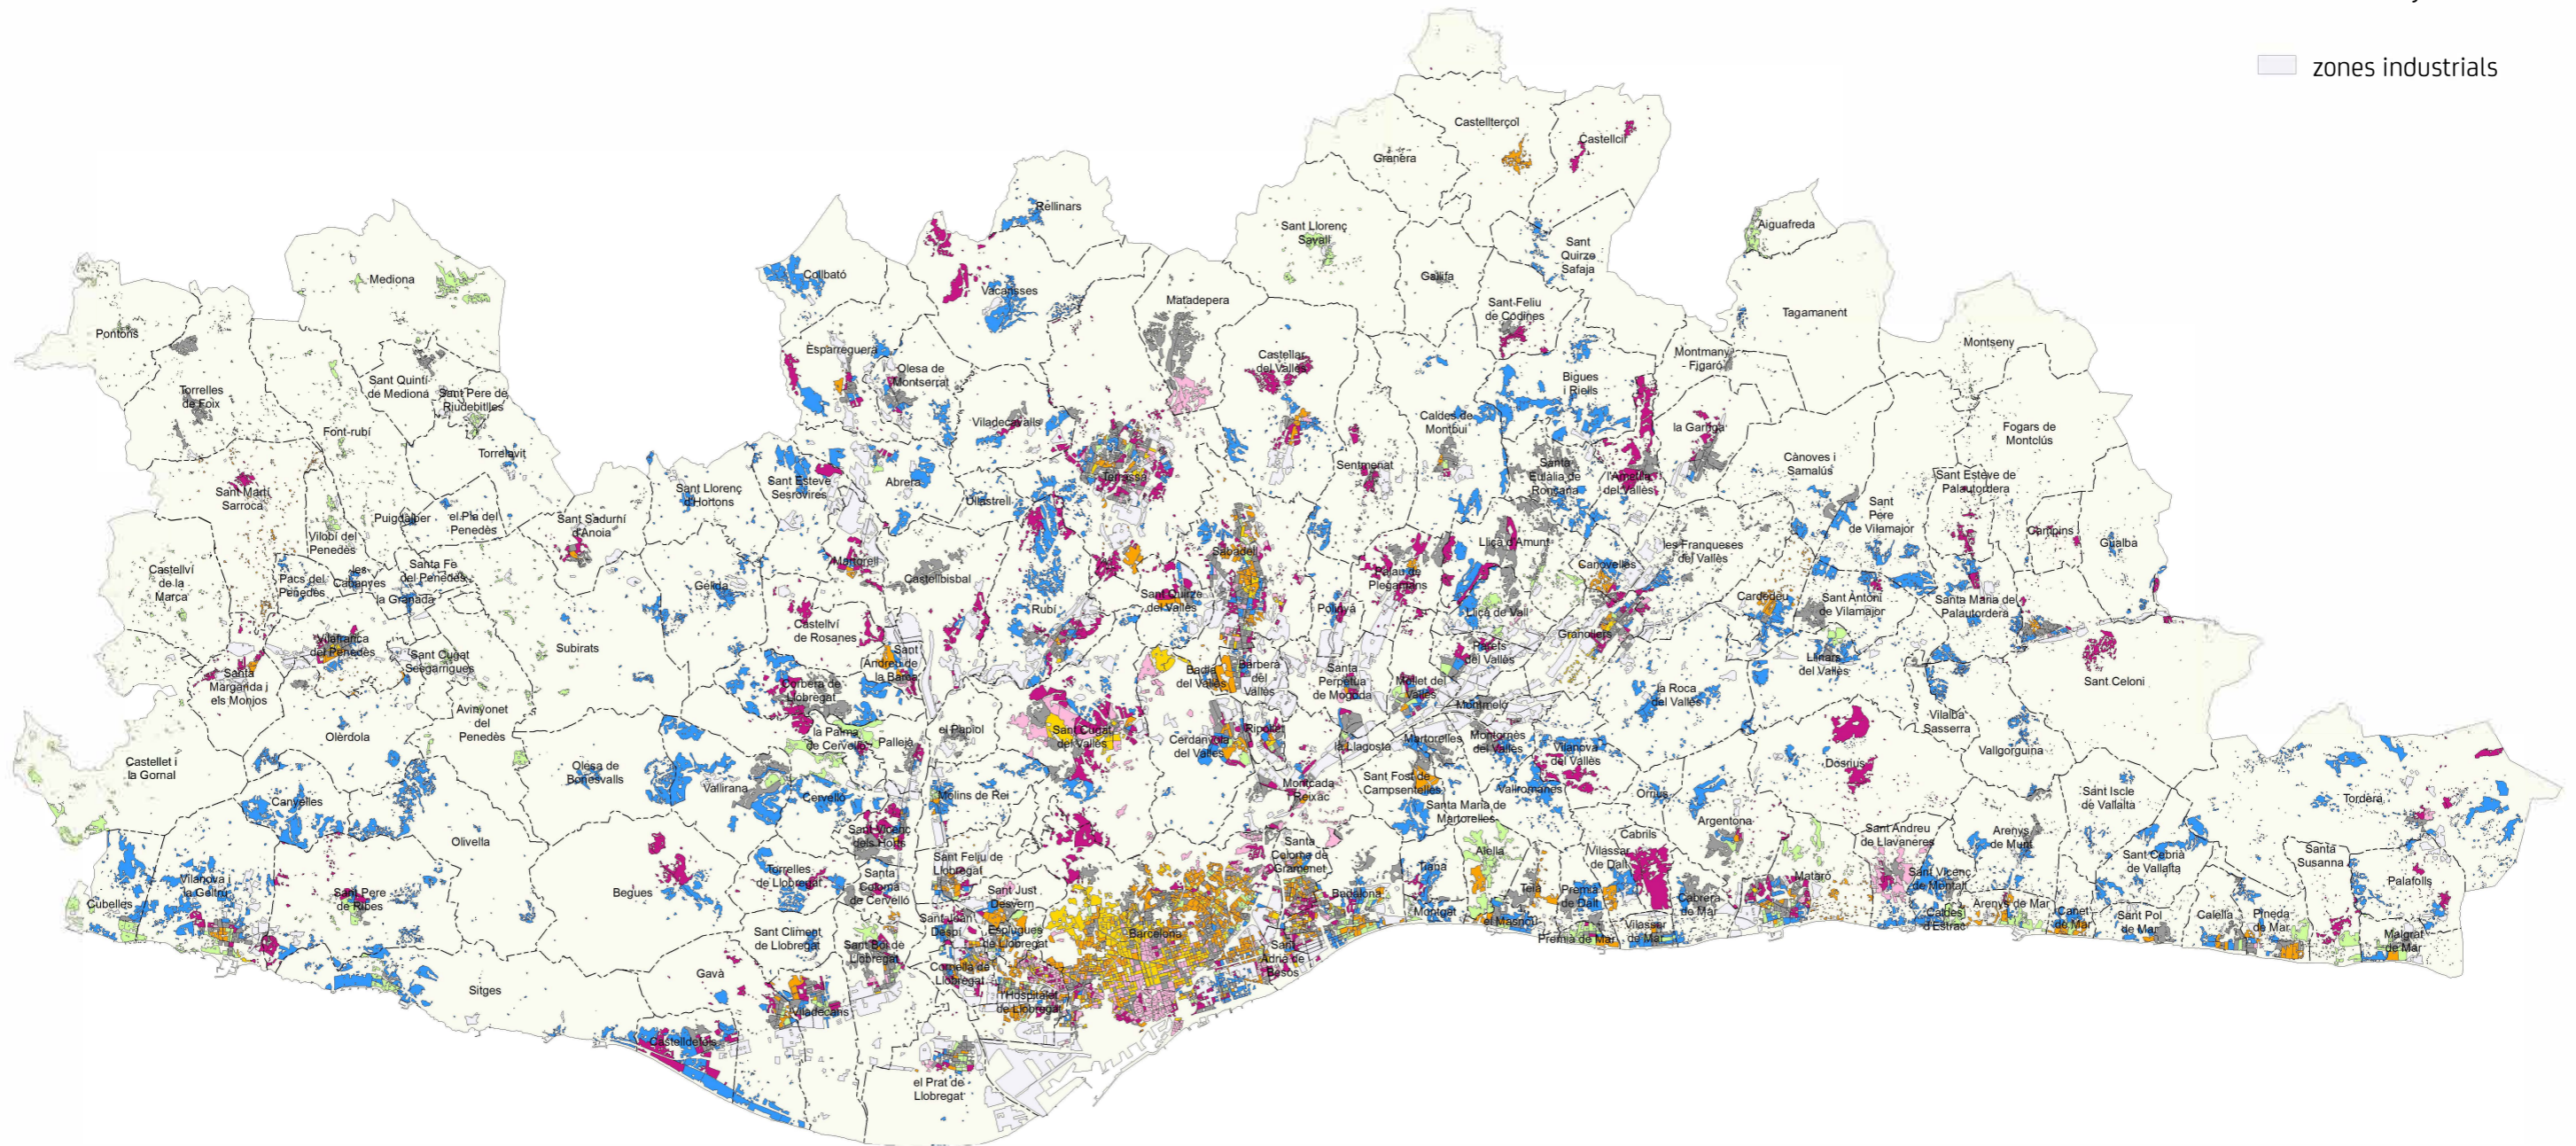 zones industrials
Castellterçol
Castellcir
Granera
Rellinars
Sant Llorenç
Savall
Aiguafreda
Sant
Quirze
Safaja
Gallifa
Collbató
Mediona
Vacarisses
Matadepera
Sant Feliu
de Codines
Tagamanent
Pontons
Montseny
Esparreguera
Castellar
del Vallès
Montmany
-Figaró
Olesa de
Montserrat
Bigues
i Riells
Sant Quintí
de Mediona
Sant Pere de
Riudebitlles
Torrelles
de Foix
Caldes de
Montbui
Viladecavalls
la Garriga
Font-rubí
Fogars de
Montclús
Torrelavit
Sentmenat
Santa
Eulàlia de
Ronçana
Cànoves i
Samalús
Terrassa
l'Ametlla
del Vallès
Sant Esteve de
Palautordera
Sant Esteve
Sesrovires
Abrera
Sant Llorenç
d'Hortons
Sant Martí
Sarroca
Ullastrell
Sant
Pere
de Vilamajor
Puigdàlber
el Pla del
Penedès
Sant Sadurní
d'Anoia
Campins
Vilobí del
Penedès
Lliçà d'Amunt
Gualba
les Franqueses
del Vallès
Sabadell
Martorell
Canovelles
Castellví
de la
Marca
Santa Fe
del Penedès
les
Cabanyes
Pacs del
Penedès
Castellbisbal
Palau de
Plegamans
Gelida
la Granada
Sant Quirze
del Vallès
Cardedeu
Sant Antoni
de Vilamajor
Santa Maria de
Palautordera
Rubí
Polinyà
Lliçà de Vall
Castellví
de Rosanes
Granollers
Vilafranca
del Penedès
Subirats
Sant Cugat
Sesgarrigues
Sant
Andreu de
la Barca
Parets
del Vallès
Llinars
del Vallès
Santa
Margarida i
els Monjos
Badia
del Vallès
Barberà
del
Vallès
Santa
Perpètua
de Mogoda
Mollet del
Vallès
Sant Celoni
Corbera de
Llobregat
la Roca
del Vallès
Montmeló
Avinyonet
del
Penedès
Vilalba
Sasserra
Olèrdola
la Palma
de Cervelló
Pallejà
el Papiol
Sant Cugat
del Vallès
Cerdanyola
del Vallès
Ripollet
la Llagosta
Martorelles
Montornès
del Vallès
Vilanova
del Vallès
Vallgorguina
Castellet i
la Gornal
Olesa de
Bonesvalls
Dosrius
Vallirana
Cervelló
Molins de Rei
Montcada
i Reixac
Sant Fost de
Campsentelles
Vallromanes
Òrrius
Sant Iscle
de Vallalta
Tordera
Canyelles
Santa Maria de
Martorelles
Argentona
Olivella
Sant Vicenç
dels Horts
Cabrils
Sant Andreu
de Llavaneres
Arenys
de Munt
Santa
Coloma de
Gramenet
Alella
Vilassar
de Dalt
Sant Cebrià
de Vallalta
Santa
Susanna
Sant Feliu de
Llobregat
Tiana
Torrelles
de Llobregat
Santa
Coloma
de Cervelló
Sant Vicenç
de Montalt
Mataró
Palafolls
Vilanova i
la Geltrú
Begues
Sant Pere
de Ribes
Sant Just
Desvern
Badalona
Teià
Premià
de Dalt
Cabrera
de Mar
Cubelles
Arenys de Mar
Montgat
Caldes
d'Estrac
Canet
de Mar
Sant Pol
de Mar
Calella
Pineda
de Mar
el Masnou
Sant Joan
Despí
Esplugues
de Llobregat
Barcelona
Premià de Mar
Vilassar
de Mar
Malgrat
de Mar
Sant Climent
de Llobregat
Sant Boi de
Llobregat
Sant
Adrià de
Besòs
Cornellà de
Llobregat
Gavà
Sitges
l'Hospitalet
de Llobregat
Viladecans
Castelldefels
el Prat de
Llobregat